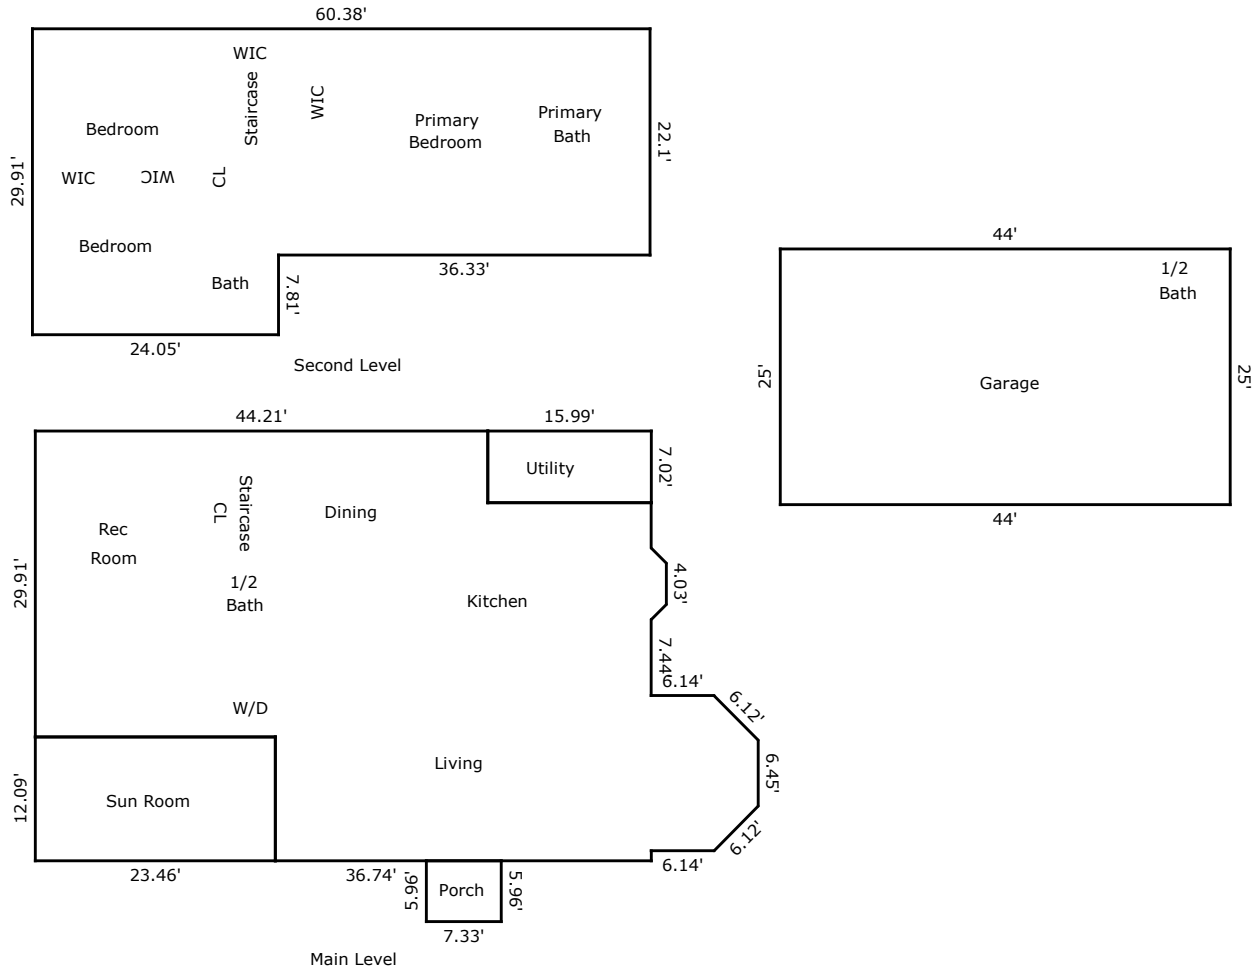 60.38'
WIC
Staircase
WIC
Bedroom
Primary
Bedroom
Primary
Bath
22.1'
29.91'
WIC
WIC
CL
Bedroom
Bath
7.81'
36.33'
24.05'
Second Level
44'
1/2
Bath
25'
Garage
25'
44'
44.21'
15.99'
Utility
7.02'
Staircase
CL
Dining
Rec
Room
29.91'
1/2
Bath
Kitchen
4.03'
7.44'
6.14'
6.12'
W/D
Living
6.45'
12.09'
Sun Room
6.12'
6.14'
23.46'
36.74'
5.96'
Porch
5.96'
7.33'
Main Level